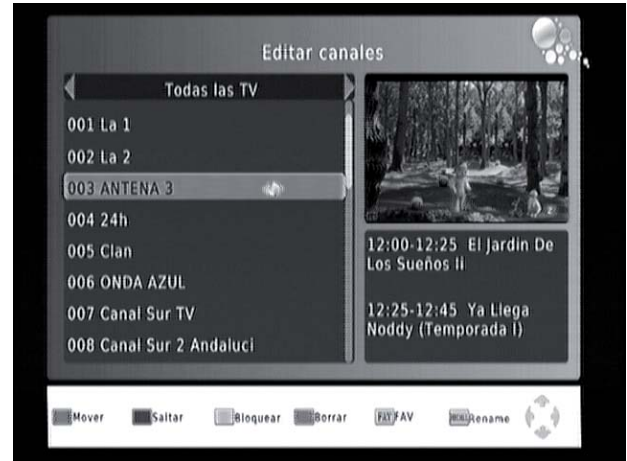 Editar canales
Todas las TV
001 La 1
002 La 2
003 ANTENA 3
004 24h
005 Clan
006 ONDA AZUL
007 Canal Sur TV
008 Canal Sur 2 Andaluci
12:00-12:25 El Jardin De
Los Sueños Ii
12:25-12:45 Ya Llega
Noddy (Temporada I)
Mover Saltar Bloquear Borrar FAV FAV Rename